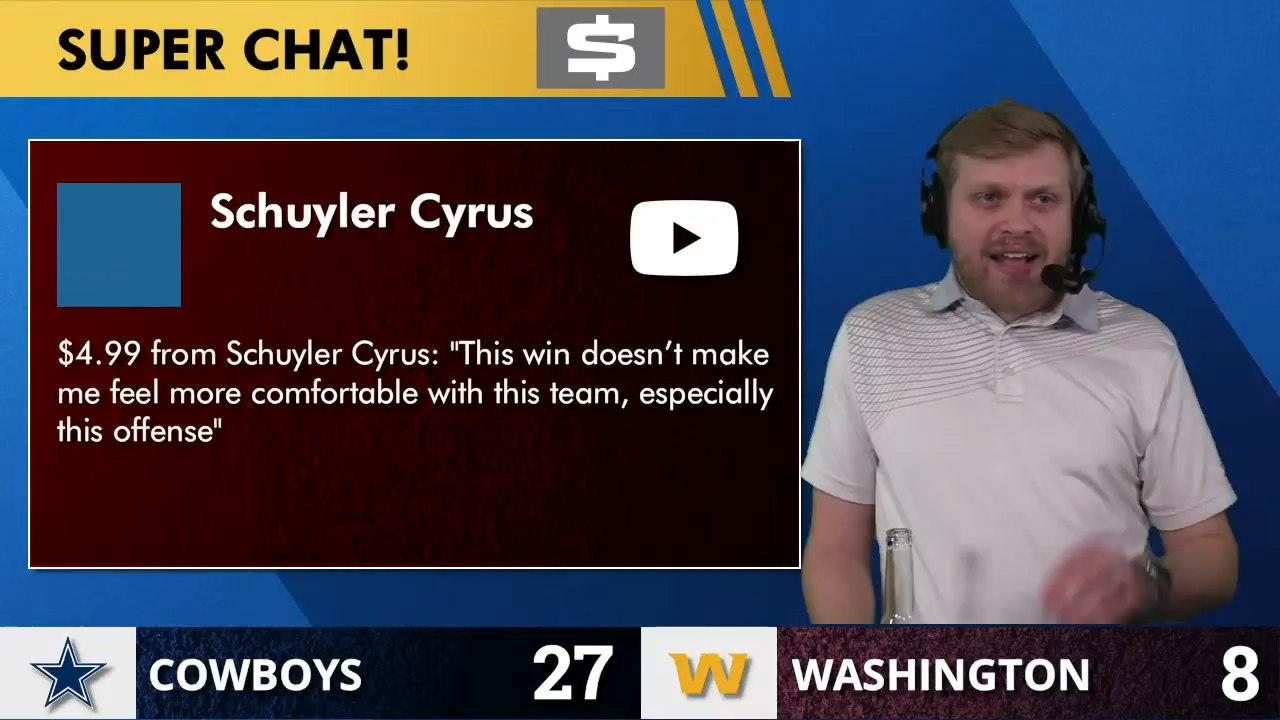 SUPER CHAT!
Schuyler Cyrus
$4.99 from Schuyler Cyrus: "This win doesn’t make
me feel more comfortable with this team, especially
this offense"
COWBOYS 27 W WASHINGTON 8